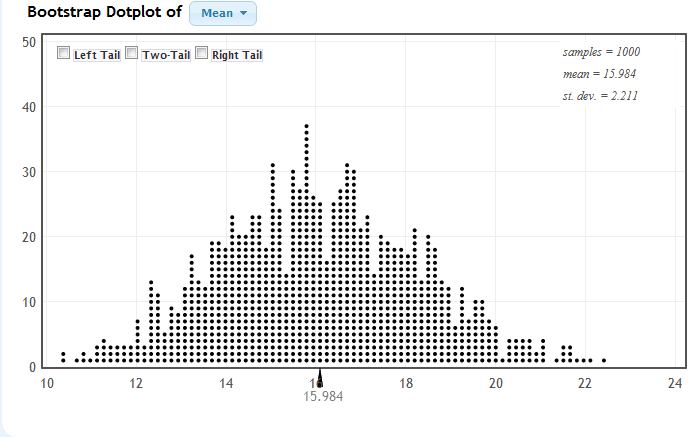 Bootstrap Dotplot of Mean
50
Left Tail Two-Tail Right Tail
samples = 1000
mean = 15.984
st. dev. = 2.211
40
30
20
10
0
10 12 14 16 18 20 22 24
15.984